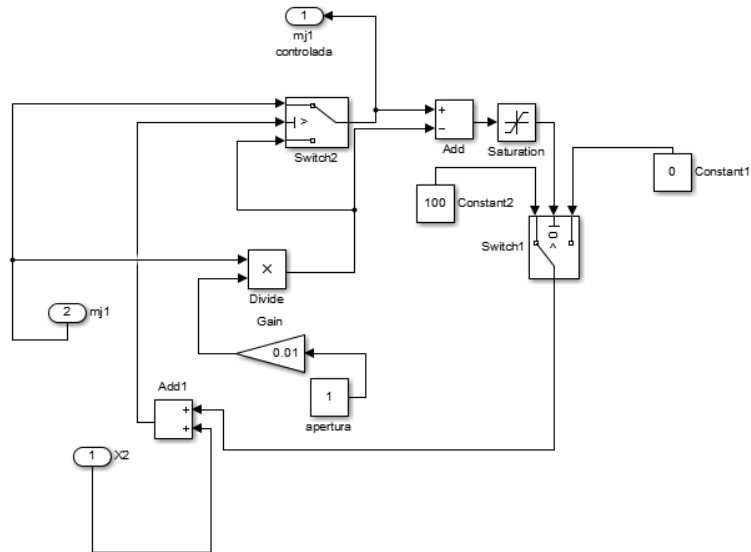 1
mj1
controlada
>
Switch2
+
−
Add
Saturation
100
Constant2
0
Constant1
Switch1
> 0
×
Divide
2
mj1
Gain
0.01
1
apertura
Add1
+
+
1
X2